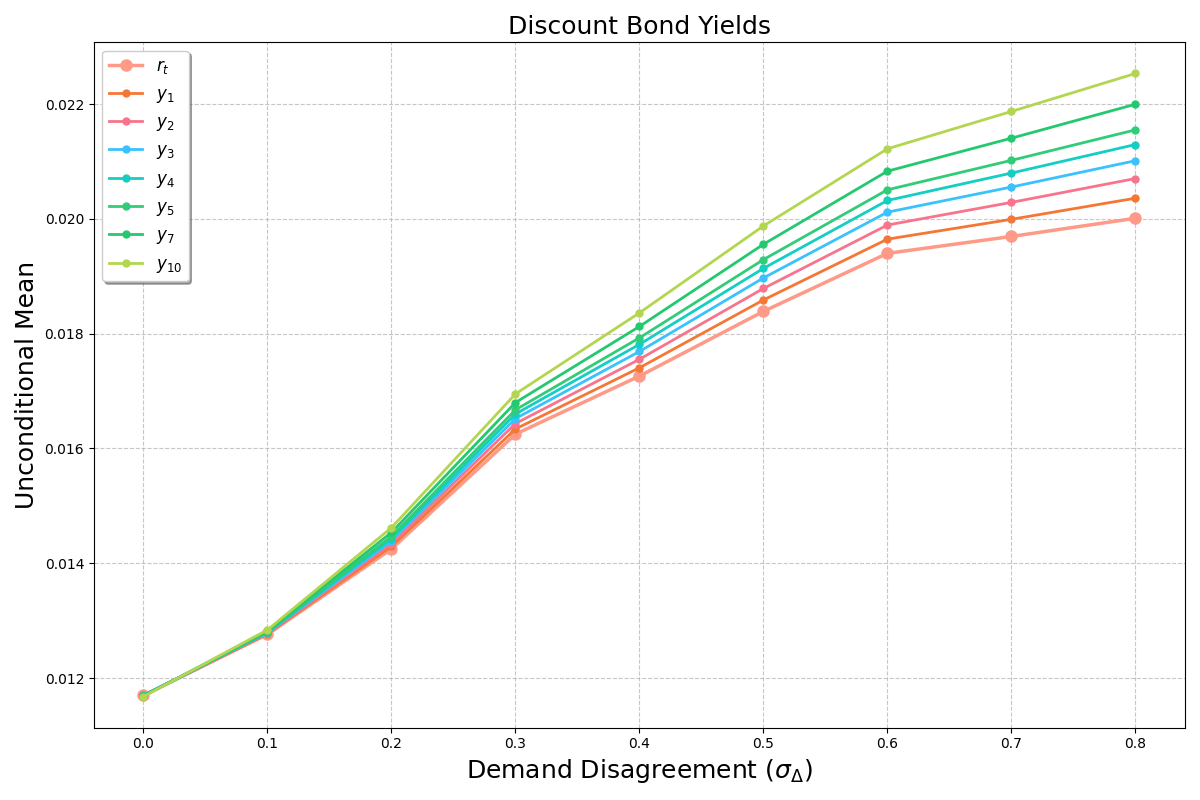 Discount Bond Yields
r_t
y_1
y_2
y_3
y_4
y_5
y_7
y_10
Unconditional Mean
0.022
0.020
0.018
0.016
0.014
0.012
0.0 0.1 0.2 0.3 0.4 0.5 0.6 0.7 0.8
Demand Disagreement (σ_Δ)